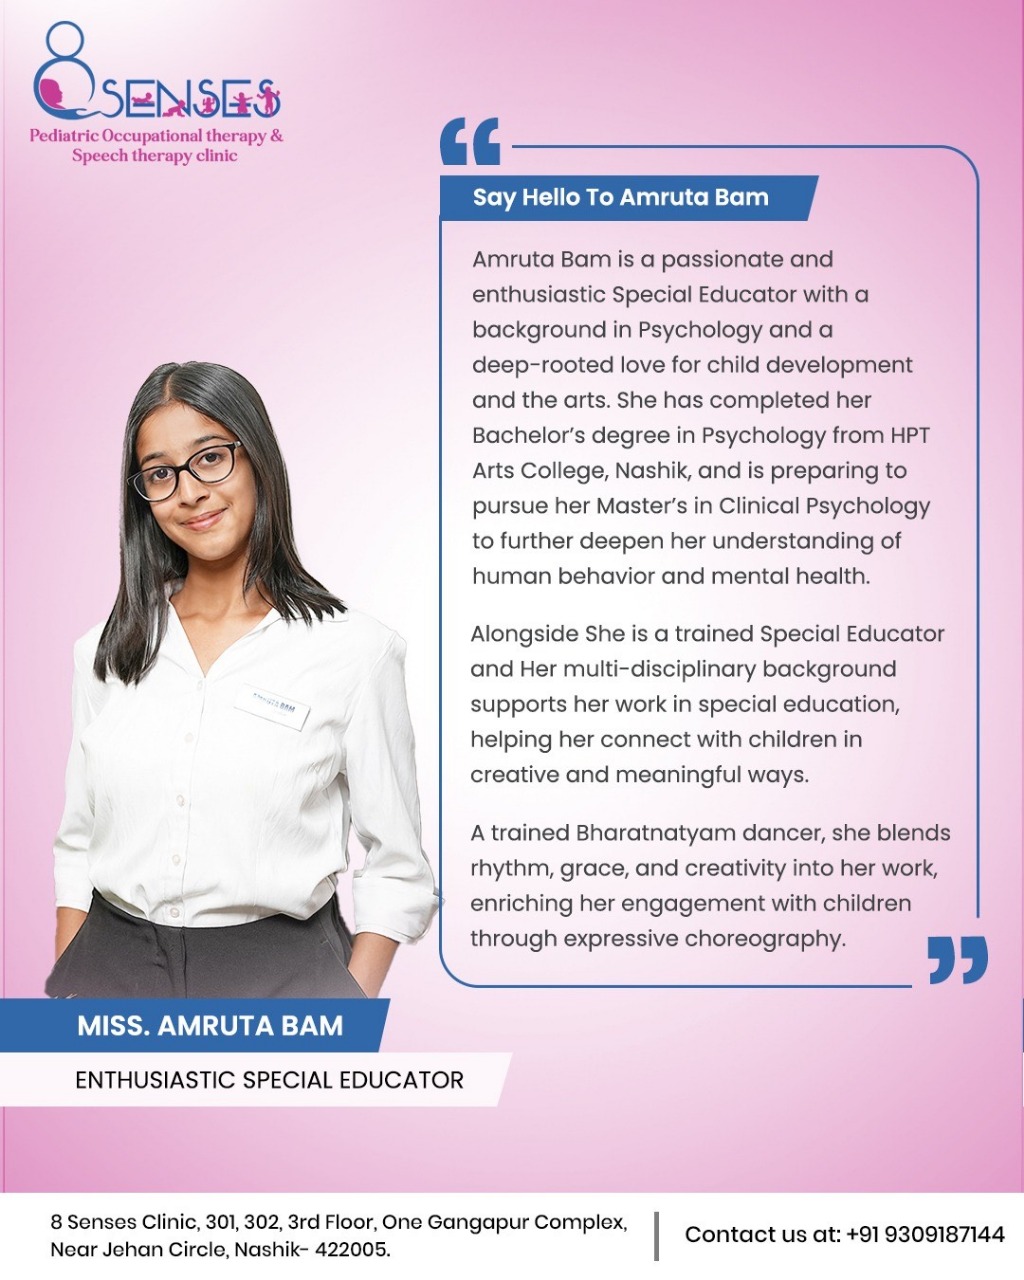 8 SENSES
Pediatric Occupational therapy &
Speech therapy clinic
Say Hello To Amruta Bam
Amruta Bam is a passionate and
enthusiastic Special Educator with a
background in Psychology and a
deep-rooted love for child development
and the arts. She has completed her
Bachelor's degree in Psychology from HPT
Arts College, Nashik, and is preparing to
pursue her Master's in Clinical Psychology
to further deepen her understanding of
human behavior and mental health.
Alongside She is a trained Special Educator
and Her multi-disciplinary background
supports her work in special education,
helping her connect with children in
creative and meaningful ways.
A trained Bharatnatyam dancer, she blends
rhythm, grace, and creativity into her work,
enriching her engagement with children
through expressive choreography.
BAM
MISS. AMRUTA BAM
ENTHUSIASTIC SPECIAL EDUCATOR
8 Senses Clinic, 301, 302, 3rd Floor, One Gangapur Complex,
Near Jehan Circle, Nashik- 422005.
Contact us at: +91 9309187144